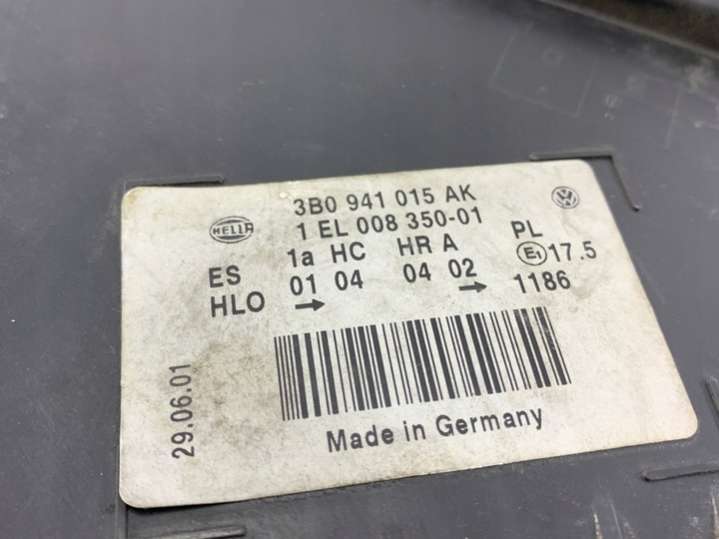 3B0 941 015 AK
HELLA 1 EL 008 350-01
ES 1a HC HR A PL
HLO 01 04 04 02 E1 17.5
→ → 1186
29.06.01
Made in Germany